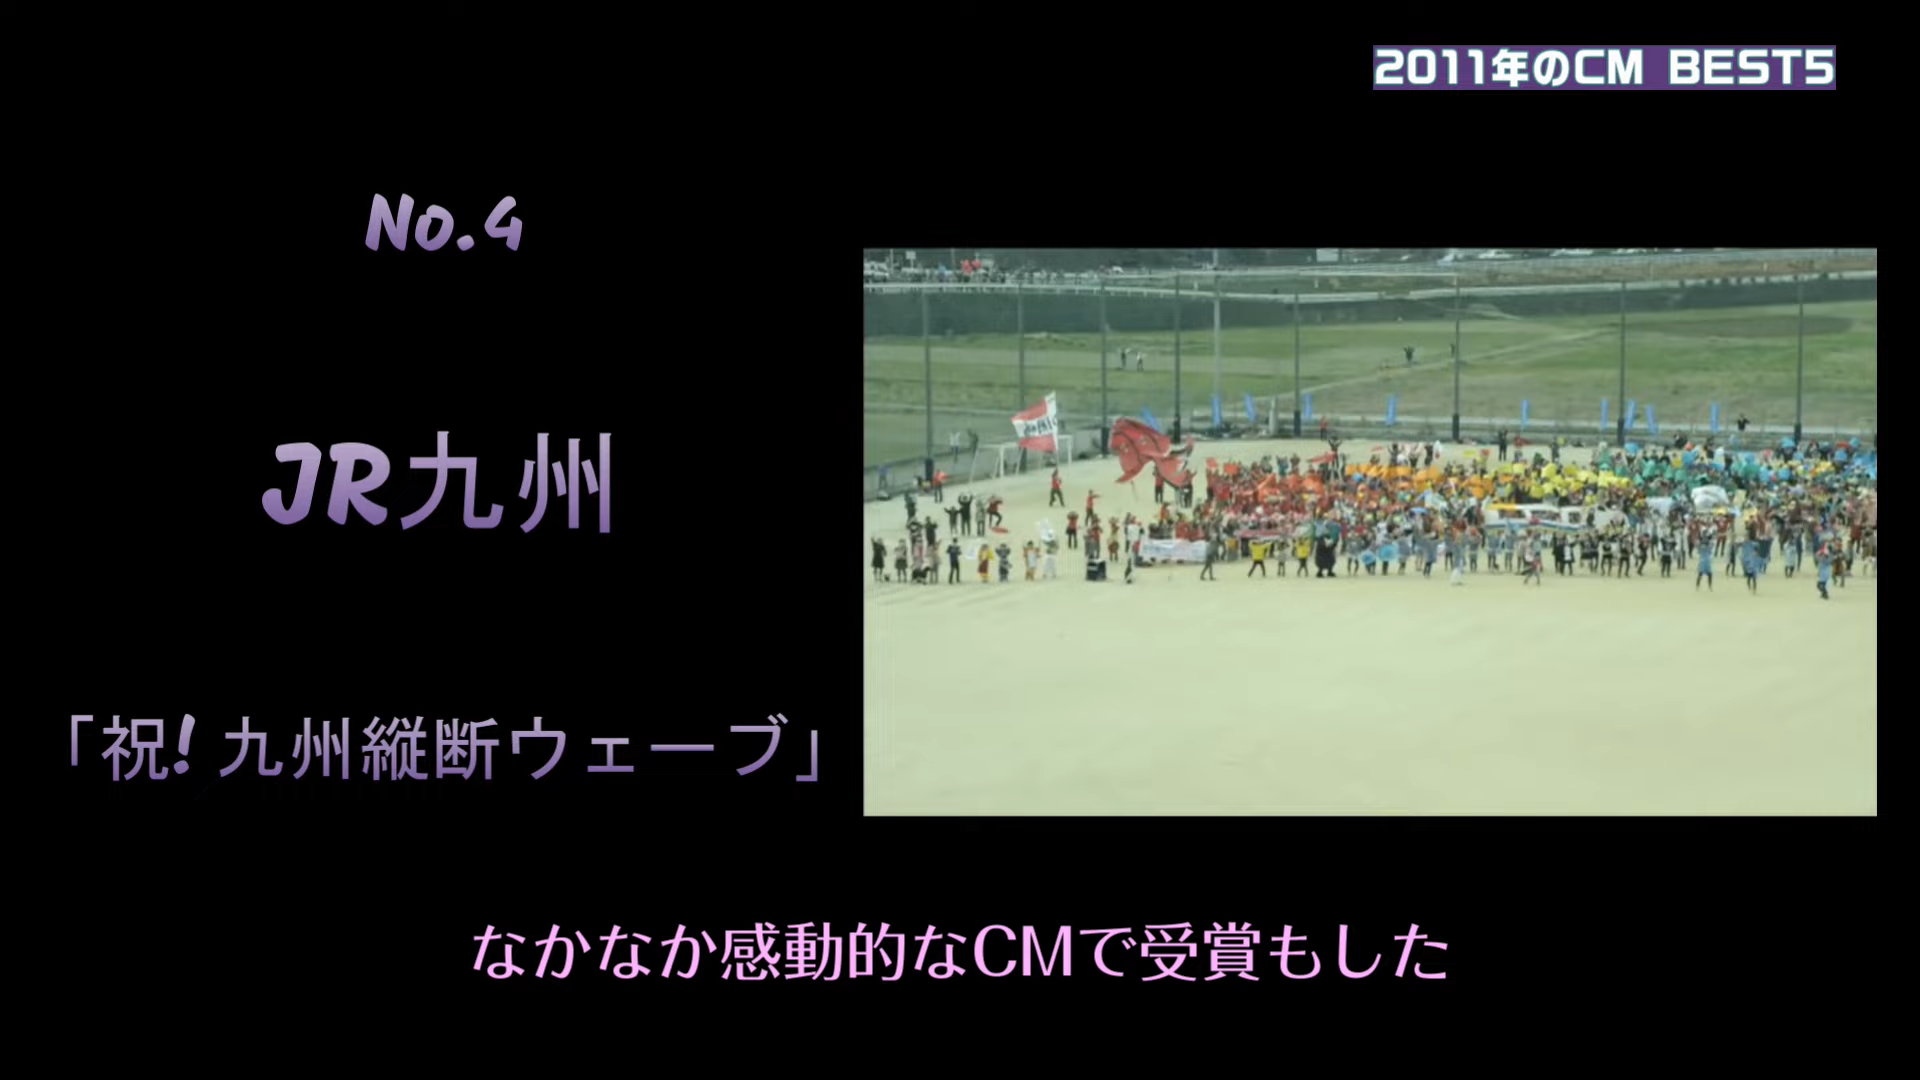 2011年のCM BEST5
No.4
JR九州
「祝!九州縦断ウェーブ」
なかなか感動的なCMで受賞もした